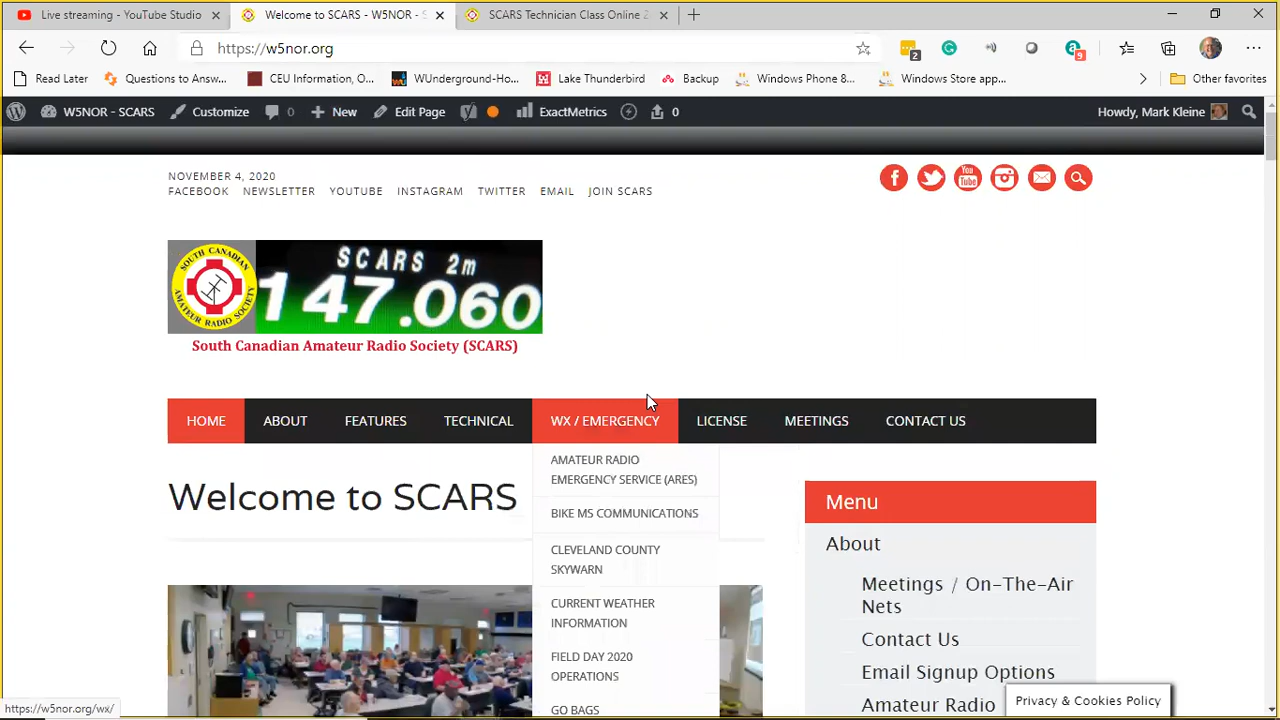 Live streaming - YouTube Studio
Welcome to SCARS - W5NOR - S
SCARS Technician Class Online 2
https://w5nor.org
2
9
Read Later
Questions to Answ...
CEU Information, O...
WUnderground-Ho...
Lake Thunderbird
Backup
Windows Phone 8...
Windows Store app...
Other favorites
W5NOR - SCARS
Customize
0
New
Edit Page
ExactMetrics
0
Howdy, Mark Kleine
NOVEMBER 4, 2020
FACEBOOK NEWSLETTER YOUTUBE INSTAGRAM TWITTER EMAIL JOIN SCARS
You
Tube
SOUTH CANADIAN
AMATEUR RADIO SOCIETY
SCARS 2m
147.060
South Canadian Amateur Radio Society (SCARS)
HOME ABOUT FEATURES TECHNICAL WX / EMERGENCY LICENSE MEETINGS CONTACT US
AMATEUR RADIO
EMERGENCY SERVICE (ARES)
BIKE MS COMMUNICATIONS
CLEVELAND COUNTY
SKYWARN
CURRENT WEATHER
INFORMATION
FIELD DAY 2020
OPERATIONS
GO BAGS
Welcome to SCARS
Menu
About
Meetings / On-The-Air
Nets
Contact Us
Email Signup Options
Amateur Radio
Privacy & Cookies Policy
https://w5nor.org/wx/